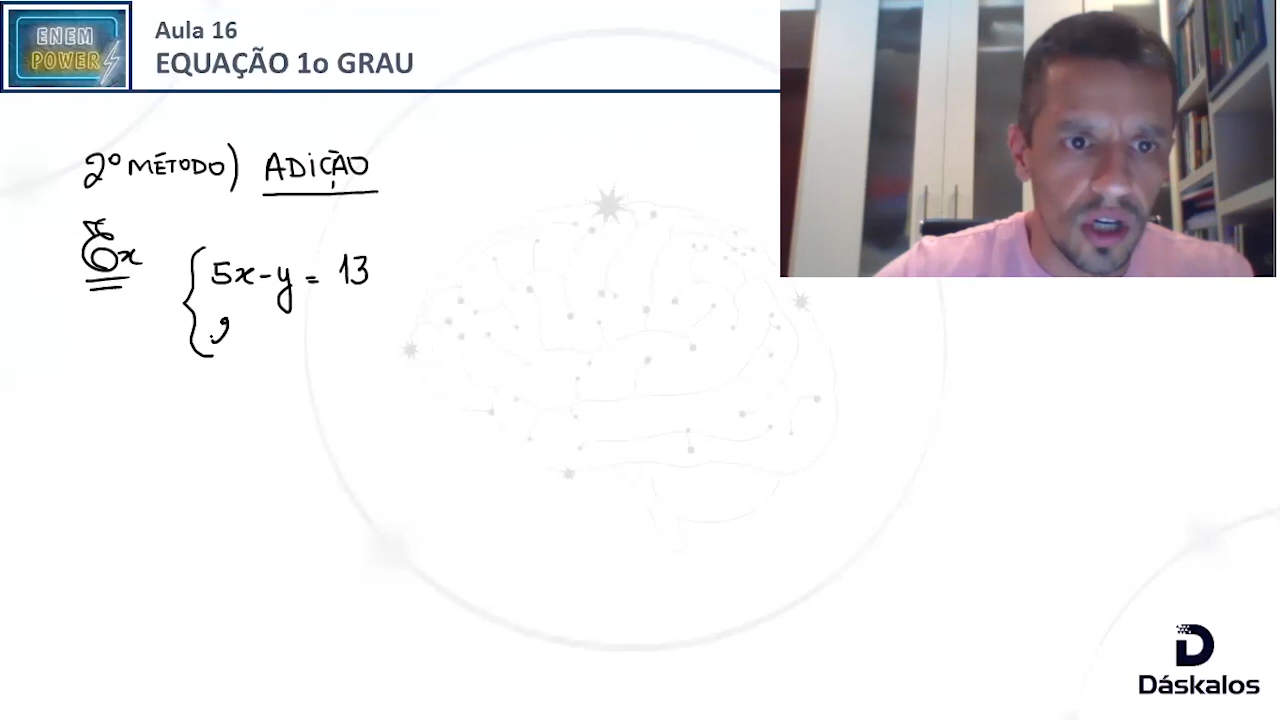 ENEM
POWER
Aula 16
EQUAÇÃO 1o GRAU
2º MÉTODO) ADIÇÃO
Ex
5x-y = 13
Dáskalos